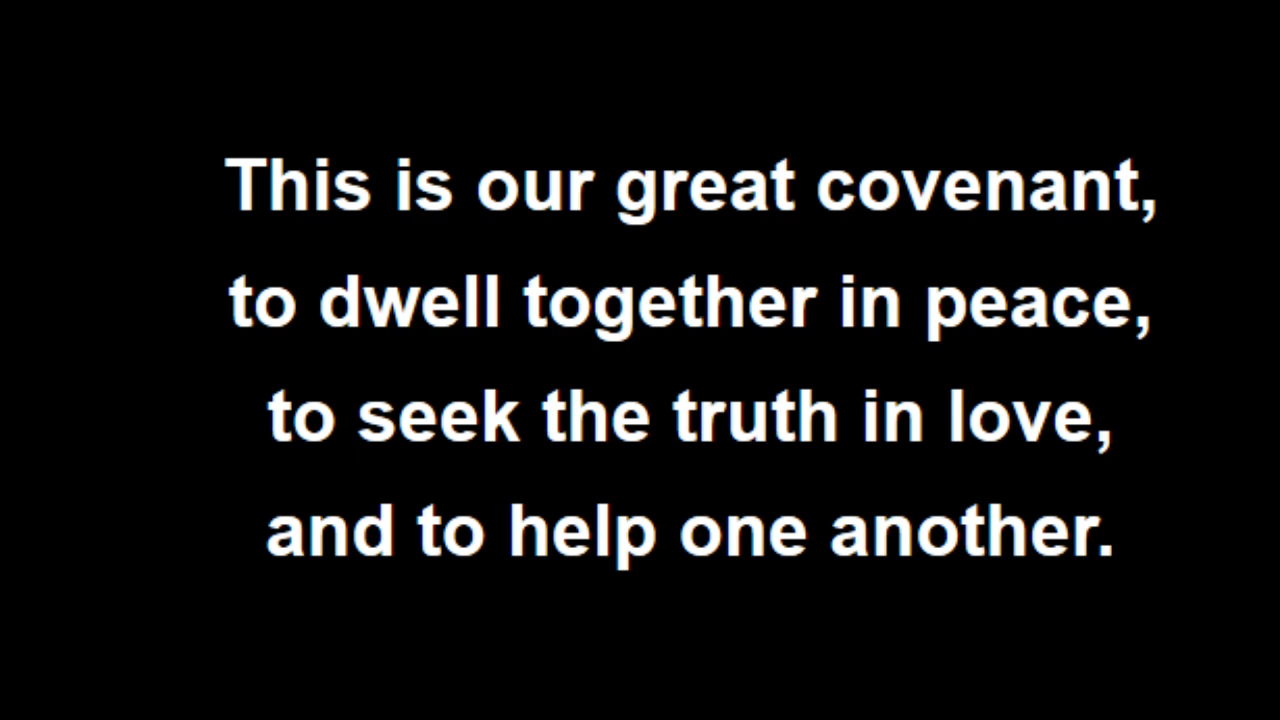 This is our great covenant,
to dwell together in peace,
to seek the truth in love,
and to help one another.